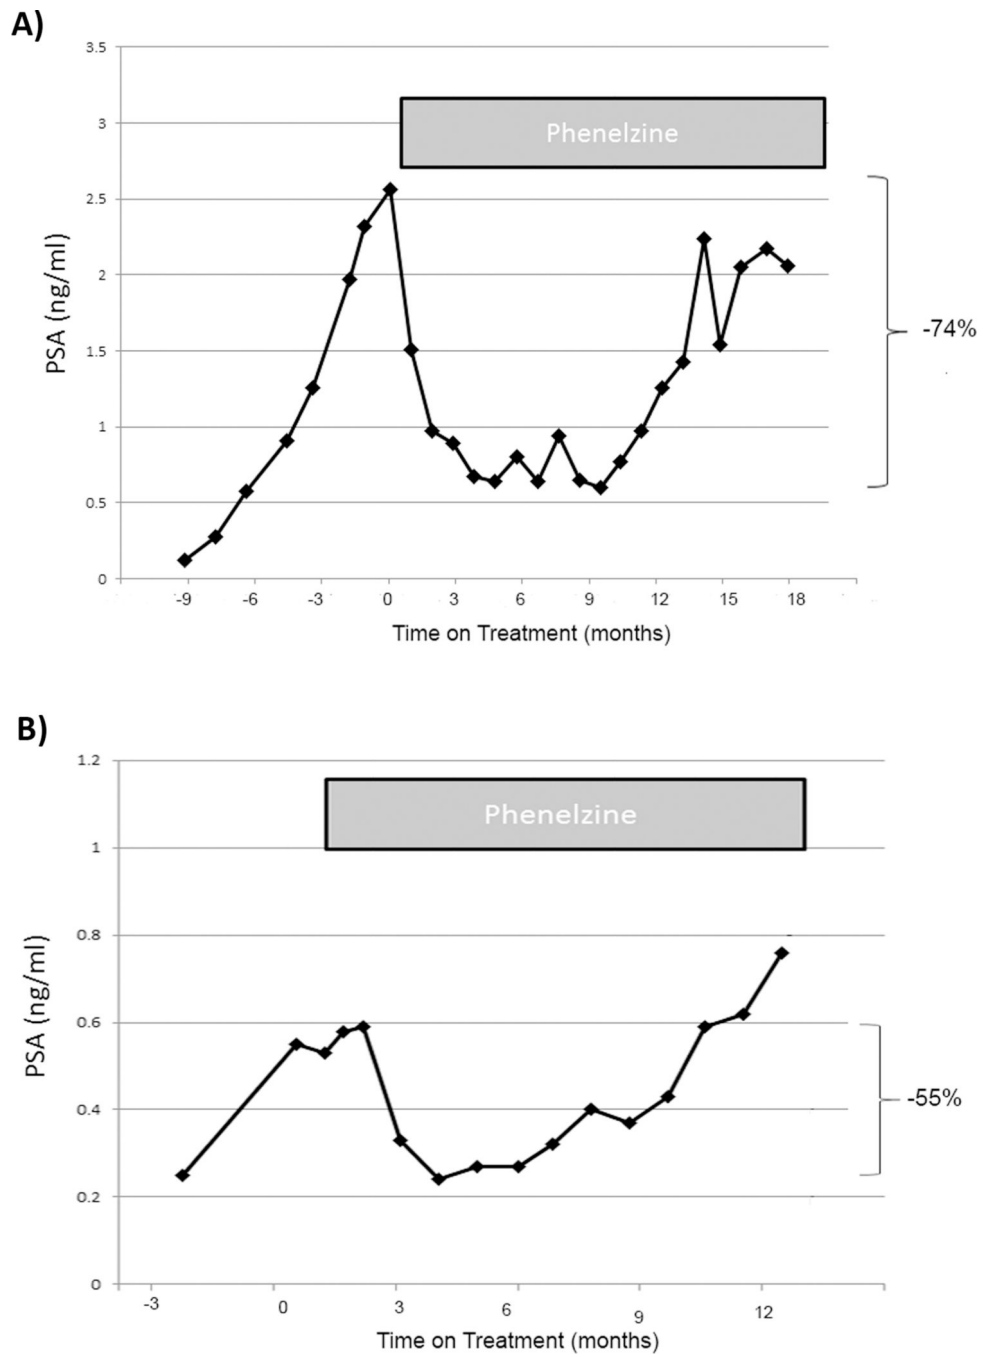 A)
3.5
3
2.5
2
1.5
1
0.5
0
PSA (ng/ml)
Phenelzine
-74%
-9 -6 -3 0 3 6 9 12 15 18
Time on Treatment (months)
B)
1.2
1
0.8
0.6
0.4
0.2
0
PSA (ng/ml)
Phenelzine
-55%
-3 0 3 6 9 12
Time on Treatment (months)